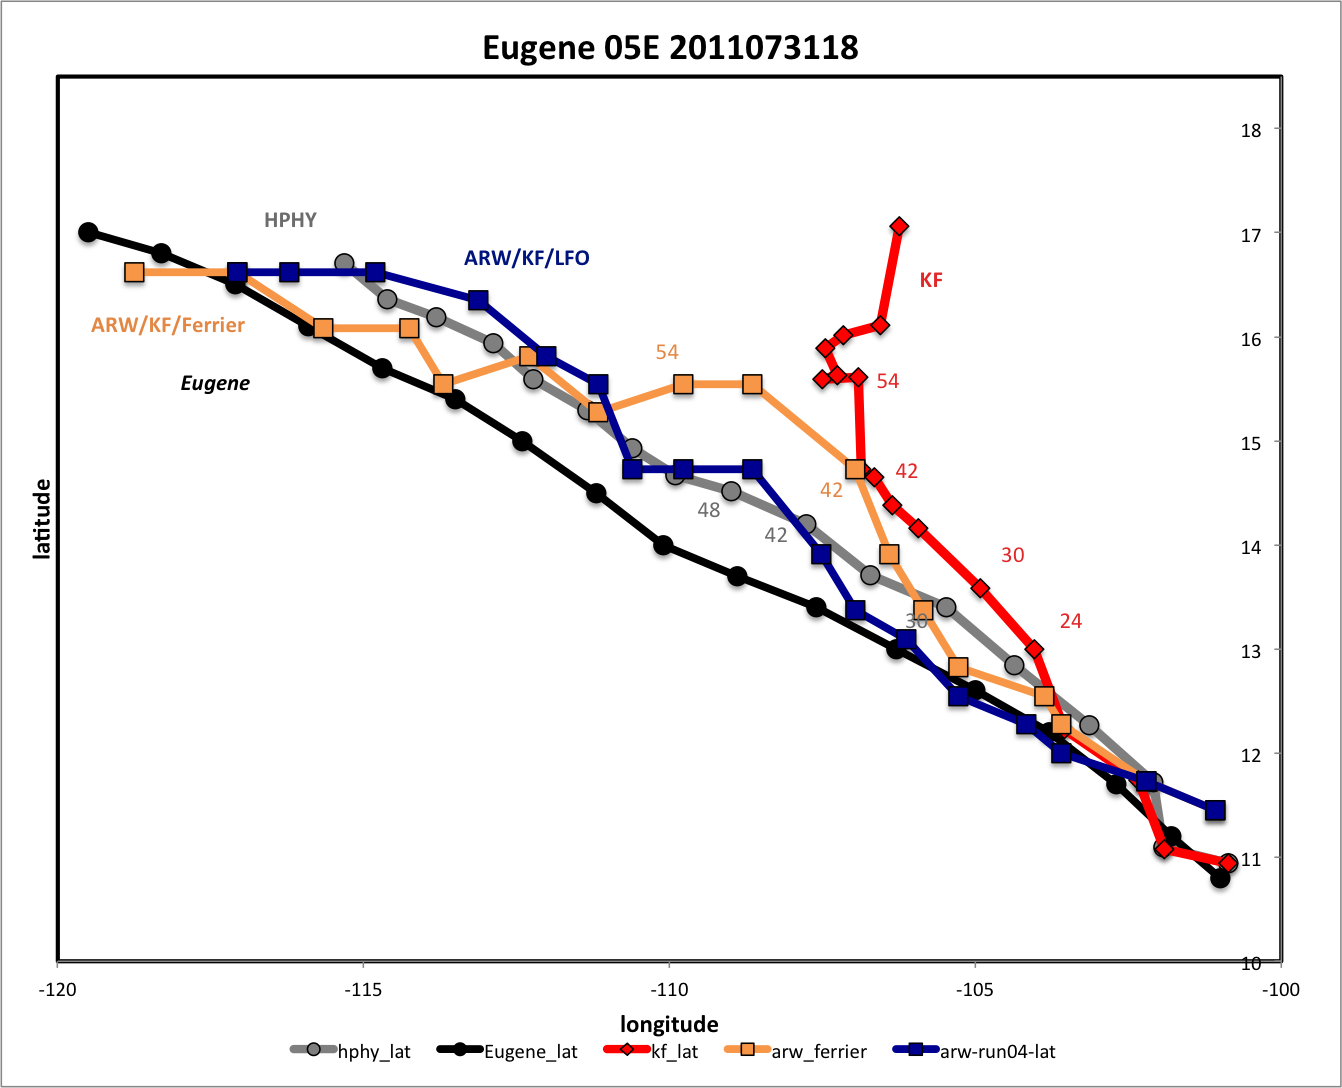 Eugene 05E 2011073118
18
HPHY
17
ARW/KF/LFO
KF
ARW/KF/Ferrier
16
54
Eugene
54
15
42
42
latitude
48
42
14
30
30
24
13
12
11
10
-120
-115
-110
-105
-100
longitude
hphy_lat
Eugene_lat
kf_lat
arw_ferrier
arw-run04-lat